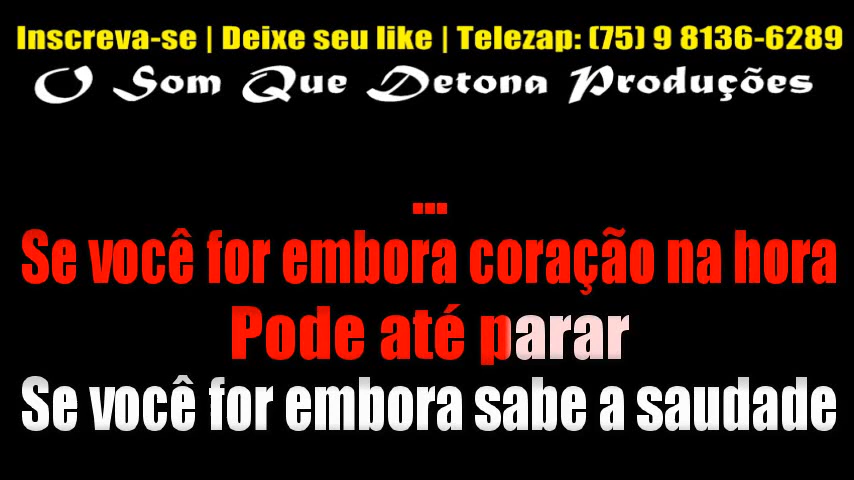 Inscreva-se | Deixe seu like | Telezap: (75) 9 8136-6289
O Som Que Detona Produções
...
Se você for embora coração na hora
Pode até parar
Se você for embora sabe a saudade